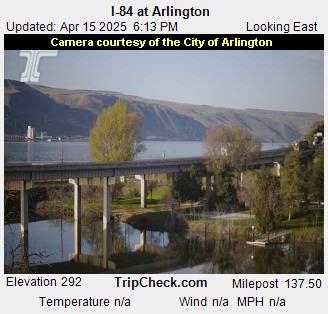 I-84 at Arlington
Updated: Apr 15 2025 6:13 PM Looking East
Camera courtesy of the City of Arlington
Elevation 292 TripCheck.com Milepost 137.50
Temperature n/a Wind n/a MPH n/a